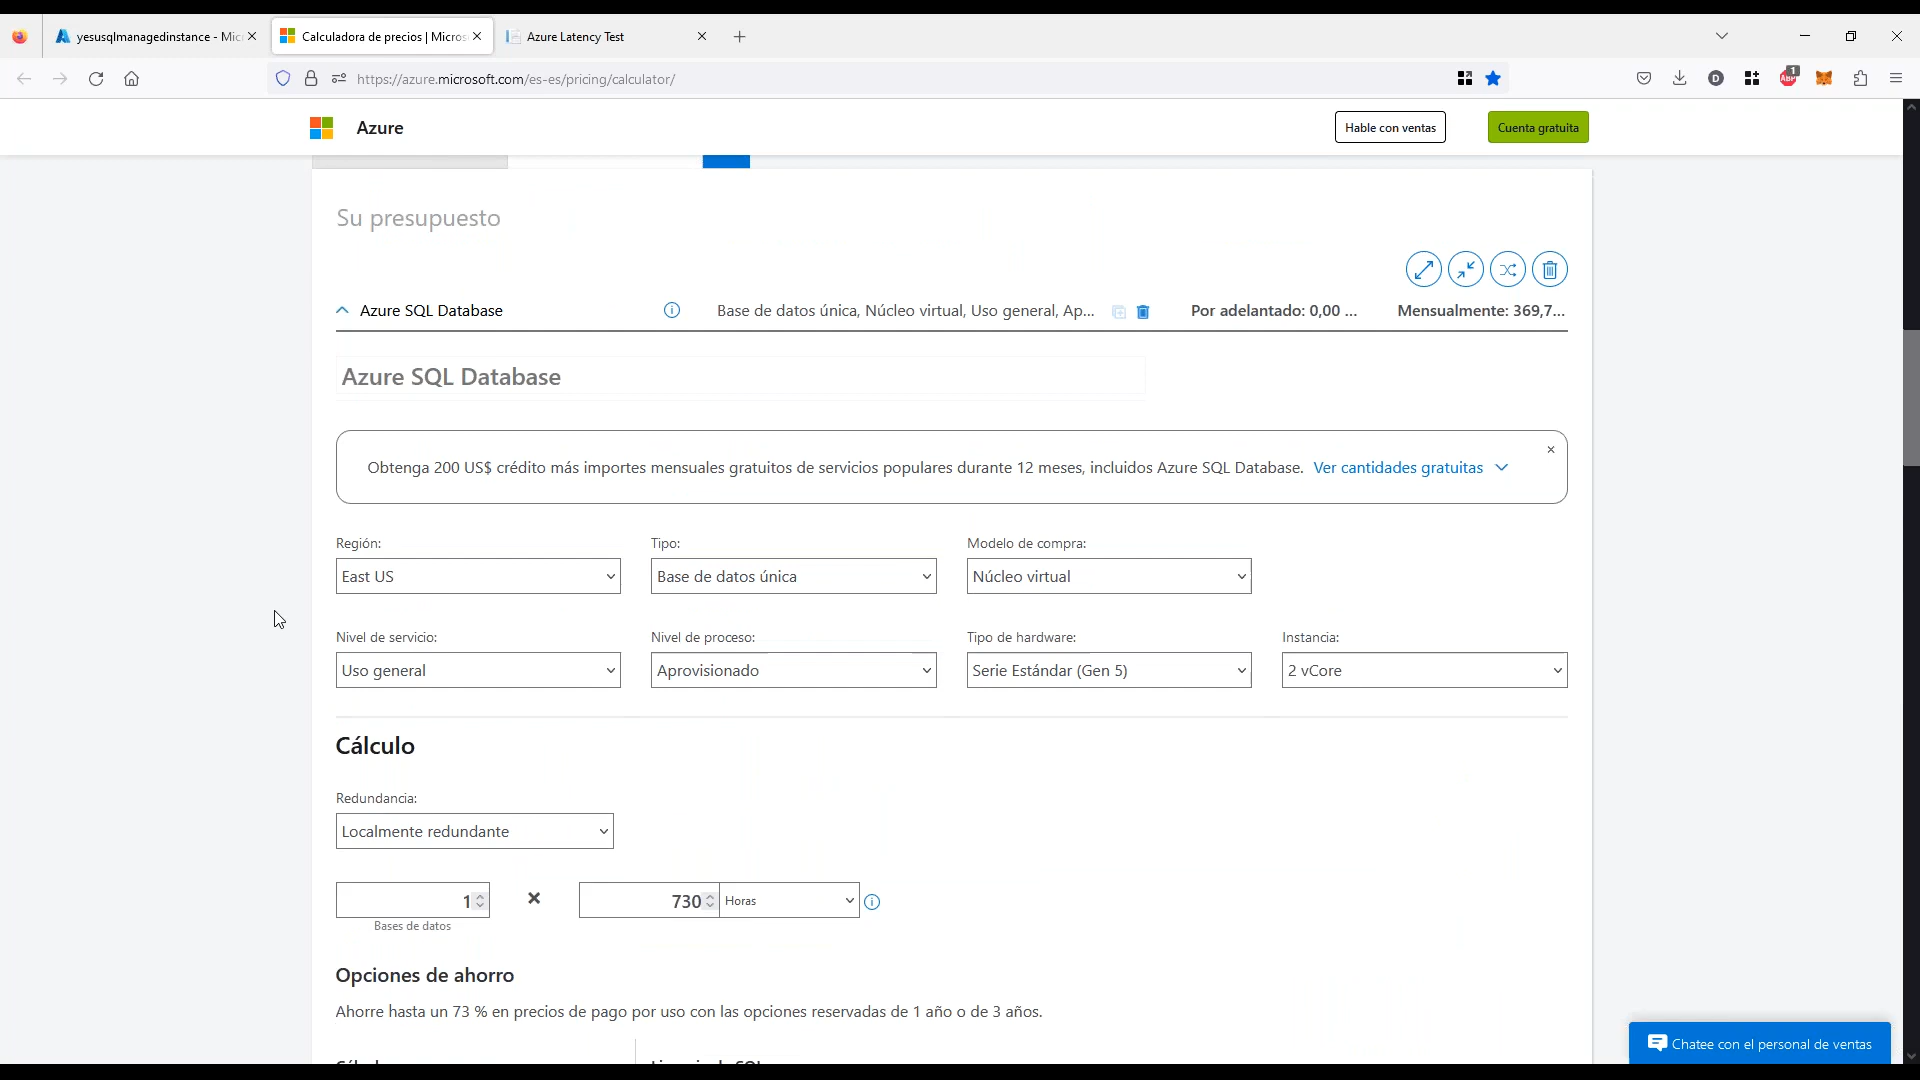 yesusqlmanagedinstance - Mic
Calculadora de precios | Micros
Azure Latency Test
https://azure.microsoft.com/es-es/pricing/calculator/
D
ABP
1
Azure
Hable con ventas
Cuenta gratuita
Su presupuesto
Azure SQL Database
Base de datos única, Núcleo virtual, Uso general, Ap...
Por adelantado: 0,00 ...
Mensualmente: 369,7...
Azure SQL Database
Obtenga 200 US$ crédito más importes mensuales gratuitos de servicios populares durante 12 meses, incluidos Azure SQL Database. Ver cantidades gratuitas
Región:
Tipo:
Modelo de compra:
East US
Base de datos única
Núcleo virtual
Nivel de servicio:
Nivel de proceso:
Tipo de hardware:
Instancia:
Uso general
Aprovisionado
Serie Estándar (Gen 5)
2 vCore
Cálculo
Redundancia:
Localmente redundante
1
730
Horas
Bases de datos
Opciones de ahorro
Ahorre hasta un 73 % en precios de pago por uso con las opciones reservadas de 1 año o de 3 años.
Chatee con el personal de ventas